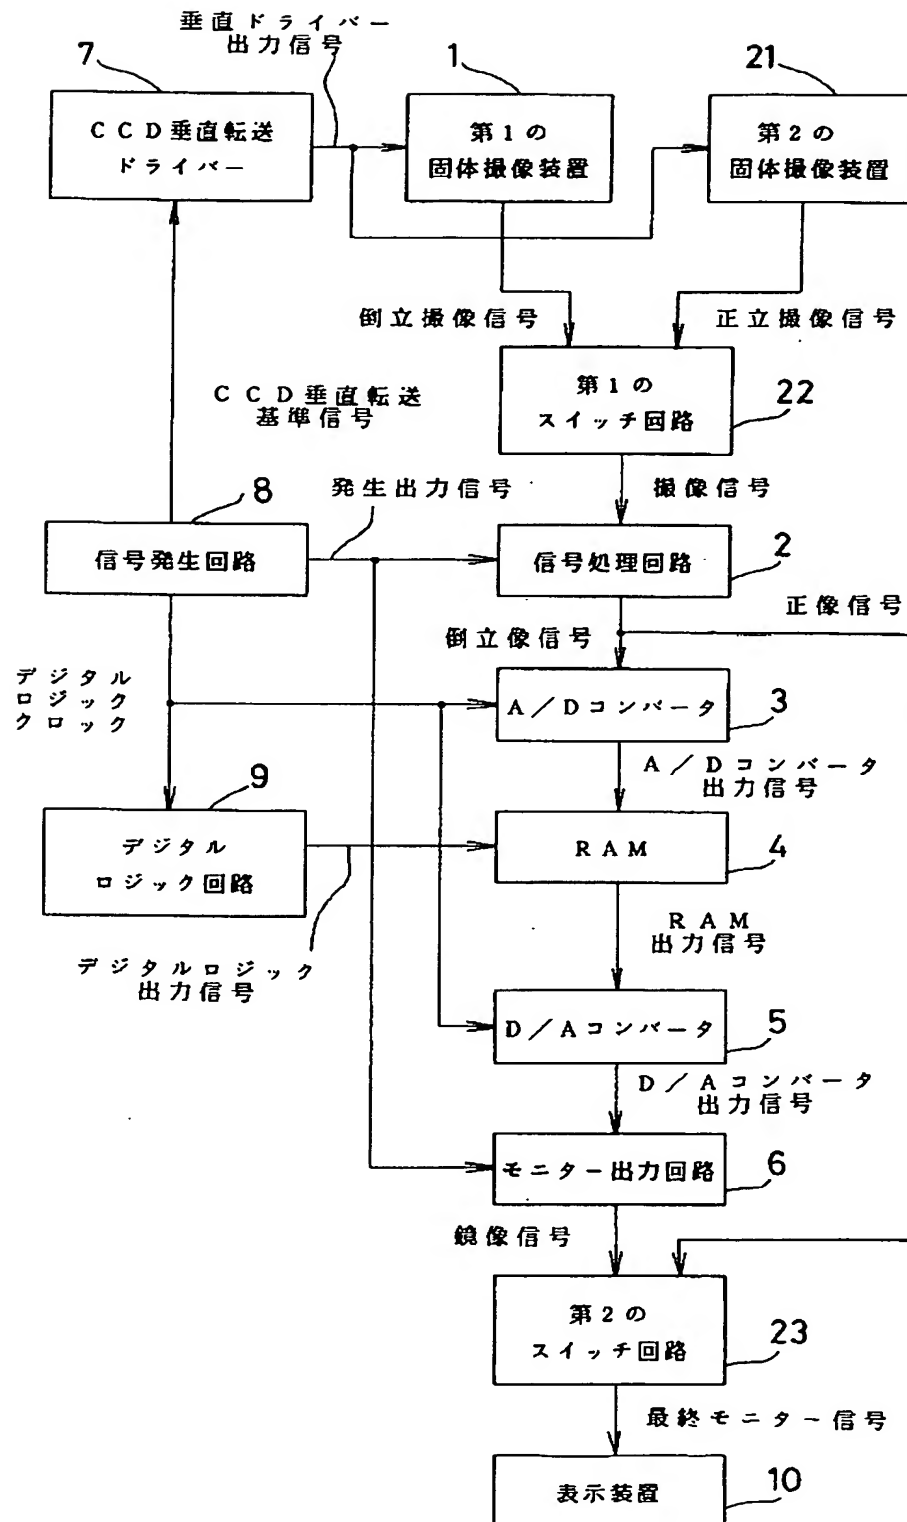 垂直ドライバー
出力信号
7
1
21
CCD垂直転送
ドライバー
第1の
固体撮像装置
第2の
固体撮像装置
倒立撮像信号
正立撮像信号
CCD垂直転送
基準信号
第1の
スイッチ回路
22
8
発生出力信号
撮像信号
信号発生回路
信号処理回路
2
倒立像信号
正像信号
デジタル
ロジック
クロック
A/Dコンバータ
3
9
A/Dコンバータ
出力信号
デジタル
ロジック回路
RAM
4
デジタルロジック
出力信号
RAM
出力信号
D/Aコンバータ
5
D/Aコンバータ
出力信号
モニター出力回路
6
鏡像信号
第2の
スイッチ回路
23
最終モニター信号
表示装置
10